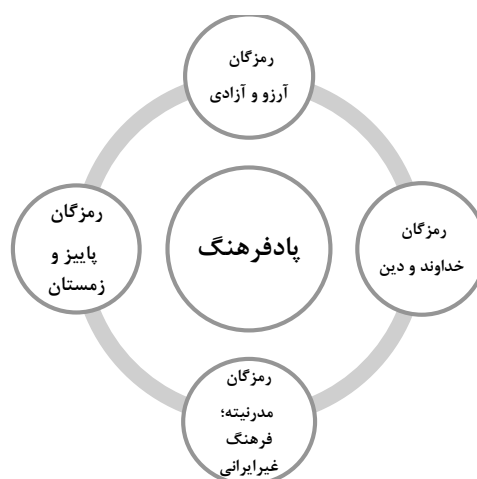 رمزگان
آرزو و آزادی
رمزگان
خداوند و دین
پادفرهنگ
رمزگان
پاییز و
زمستان
رمزگان
مدرنیته؛
فرهنگ
غیرایرانی